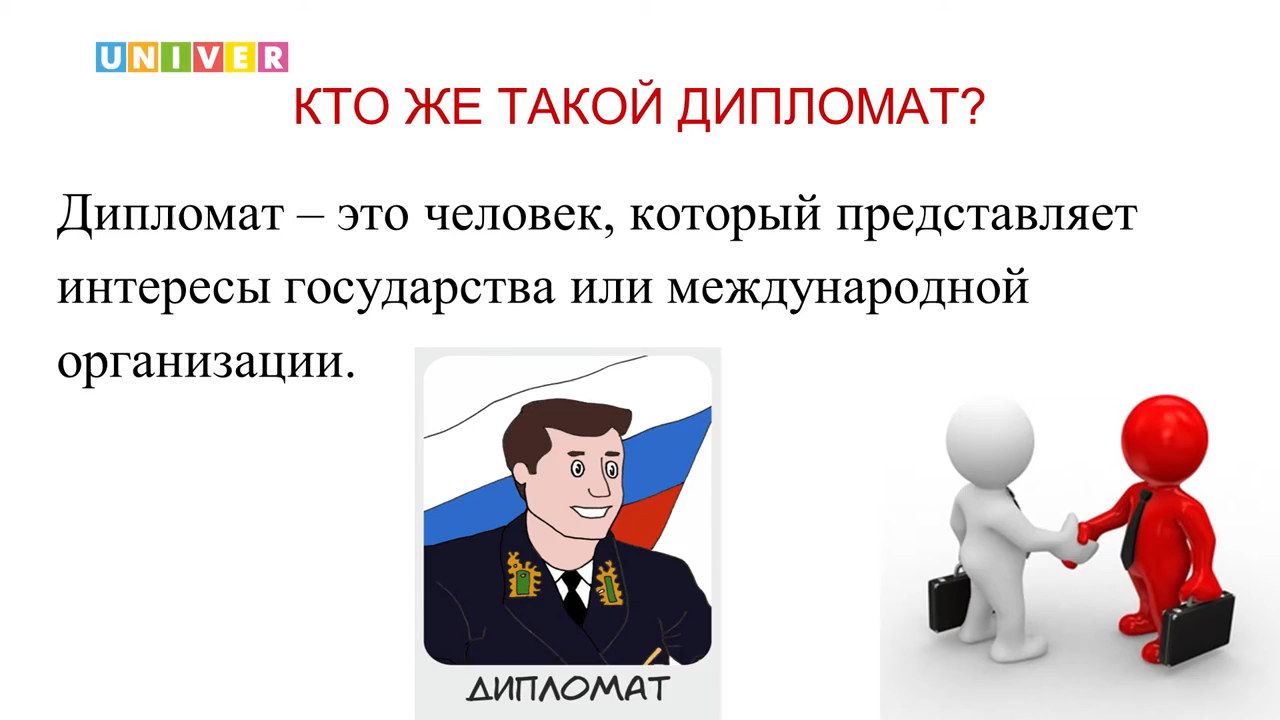 UNIVER
КТО ЖЕ ТАКОЙ ДИПЛОМАТ?
Дипломат – это человек, который представляет
интересы государства или международной
организации.
ДИПЛОМАТ